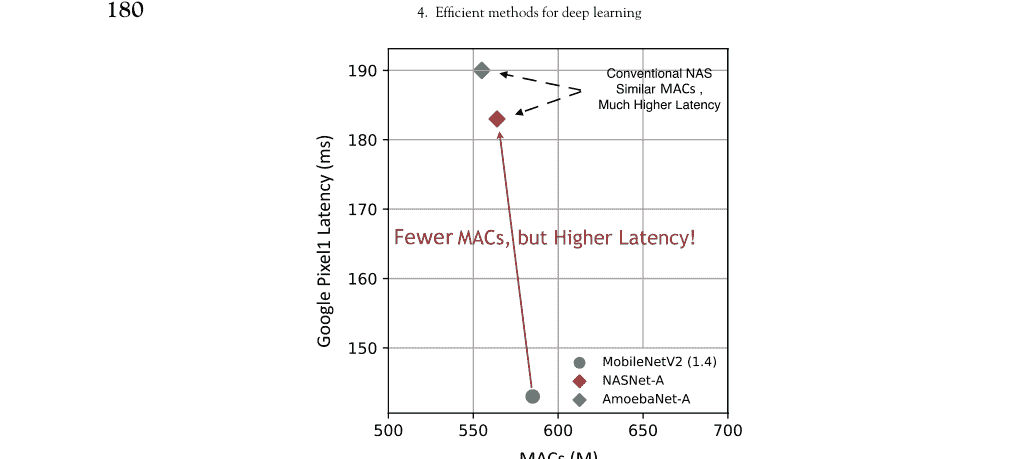 180
4. Efficient methods for deep learning
190
Conventional NAS
Similar MACs ,
Much Higher Latency
180
170
Fewer MACs, but Higher Latency!
160
150
Google Pixel1 Latency (ms)
MobileNetV2 (1.4)
NASNet-A
AmoebaNet-A
500 550 600 650 700
MACs (M)